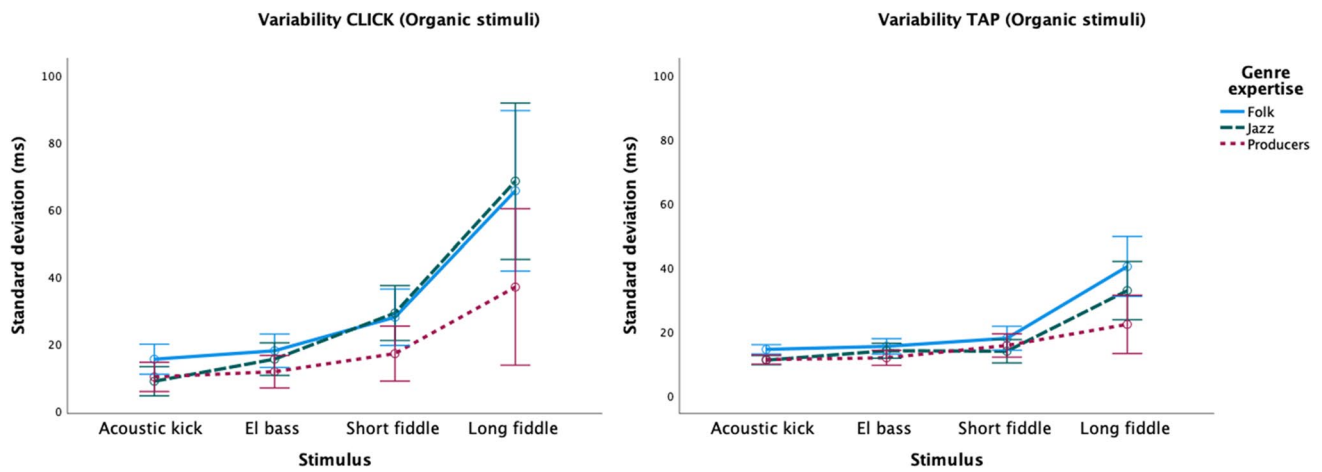 Variability CLICK (Organic stimuli)
Standard deviation (ms)
100
80
60
40
20
0
Acoustic kick El bass Short fiddle Long fiddle
Stimulus
Variability TAP (Organic stimuli)
Standard deviation (ms)
100
80
60
40
20
0
Acoustic kick El bass Short fiddle Long fiddle
Stimulus
Genre
expertise
Folk
Jazz
Producers